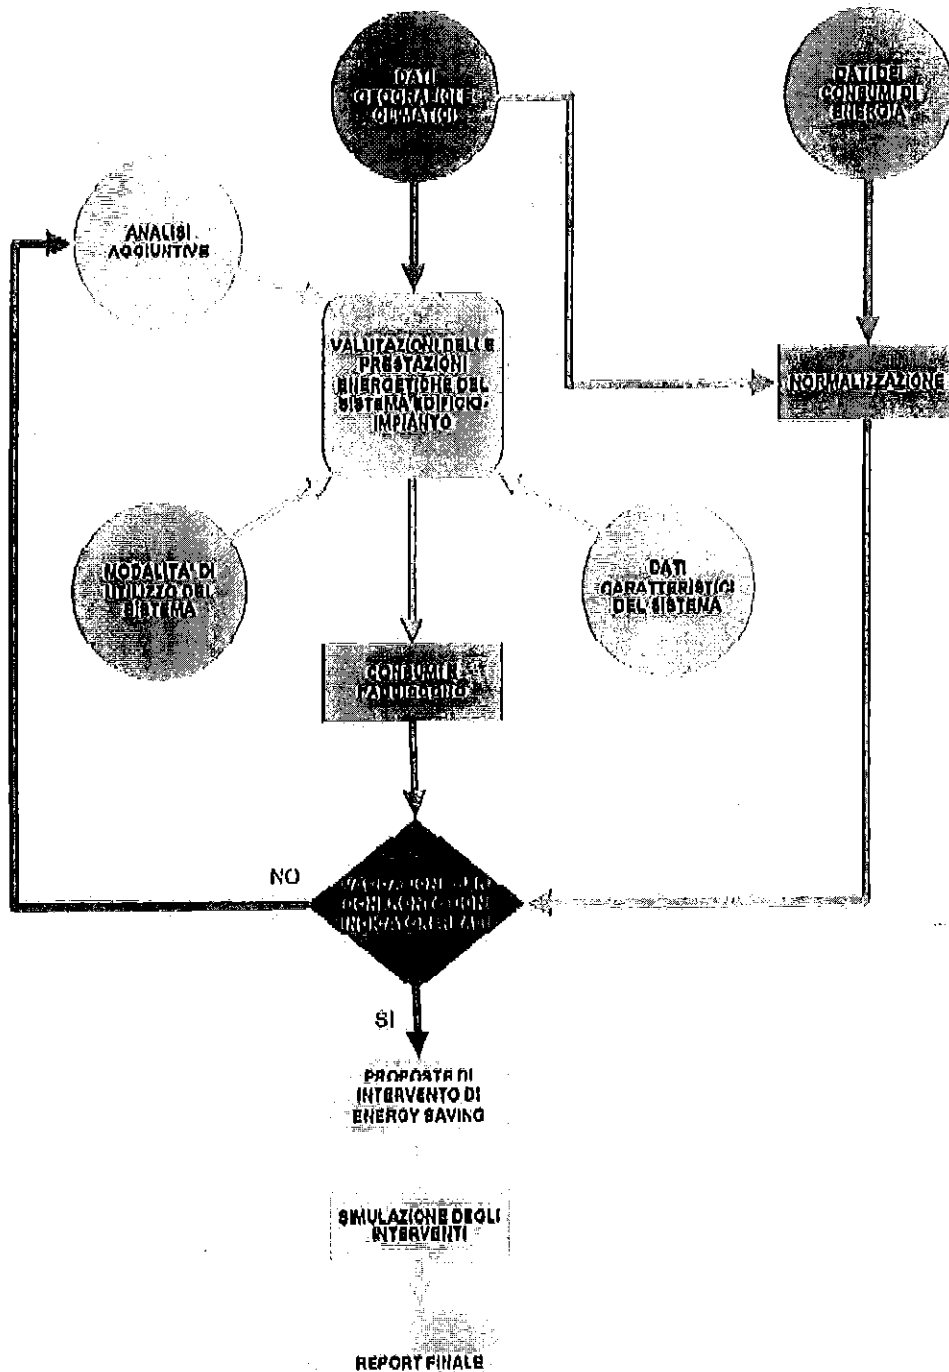 DATI
CLIMATICI
DATI DEI
CONSUMI DI
ENERGIA
ANALISI
AGGIUNTIVE
VALUTAZIONI DELLE
PRESTAZIONI
ENERGETICHE DEL
SISTEMA EDIFICIO-
IMPIANTO
NORMALIZZAZIONE
MODALITA' DI
UTILIZZO DEL
SISTEMA
DATI
CARATTERISTICI
DEL SISTEMA
CONSUMI
NO
SI
PROPOSTE DI
INTERVENTO DI
ENERGY SAVING
SIMULAZIONE DEGLI
INTERVENTI
REPORT FINALE